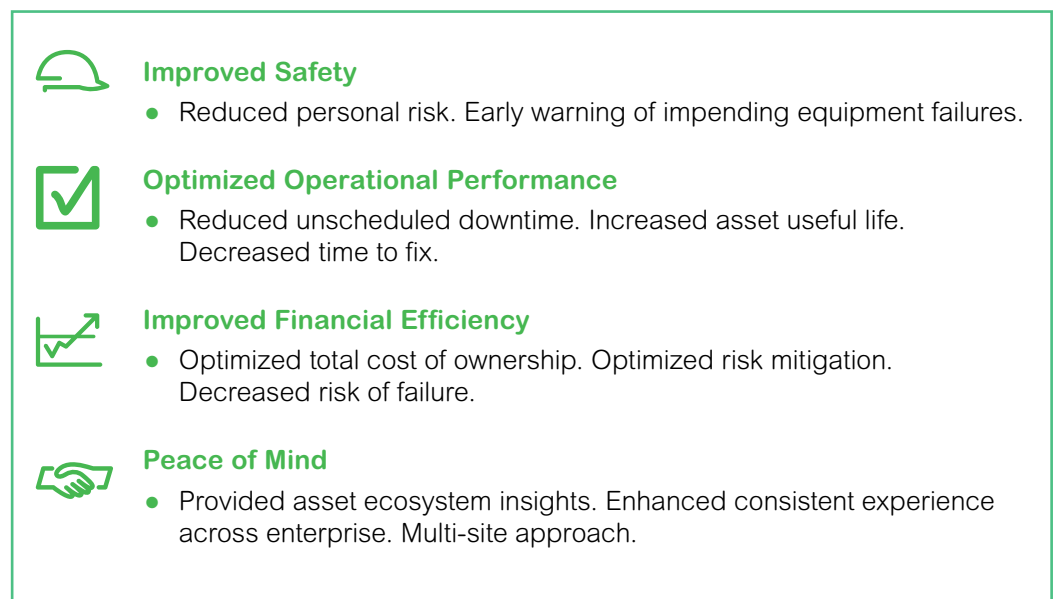 Improved Safety
● Reduced personal risk. Early warning of impending equipment failures.
Optimized Operational Performance
● Reduced unscheduled downtime. Increased asset useful life.
Decreased time to fix.
Improved Financial Efficiency
● Optimized total cost of ownership. Optimized risk mitigation.
Decreased risk of failure.
Peace of Mind
● Provided asset ecosystem insights. Enhanced consistent experience
across enterprise. Multi-site approach.